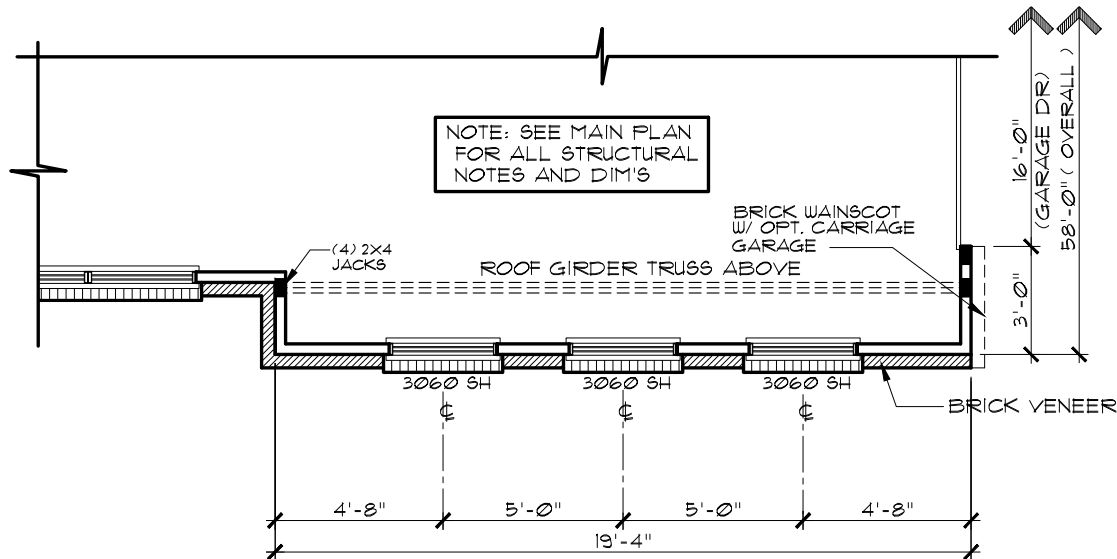 NOTE: SEE MAIN PLAN
FOR ALL STRUCTURAL
NOTES AND DIM'S
16'-0"
(GARAGE DR)
58'-0" ( OVERALL )
BRICK WAINSCOT
W/ OPT. CARRIAGE
GARAGE
(4) 2X4
JACKS
ROOF GIRDER TRUSS ABOVE
3'-0"
3060 SH
3060 SH
3060 SH
℄
℄
℄
BRICK VENEER
4'-8"
5'-0"
5'-0"
4'-8"
19'-4"